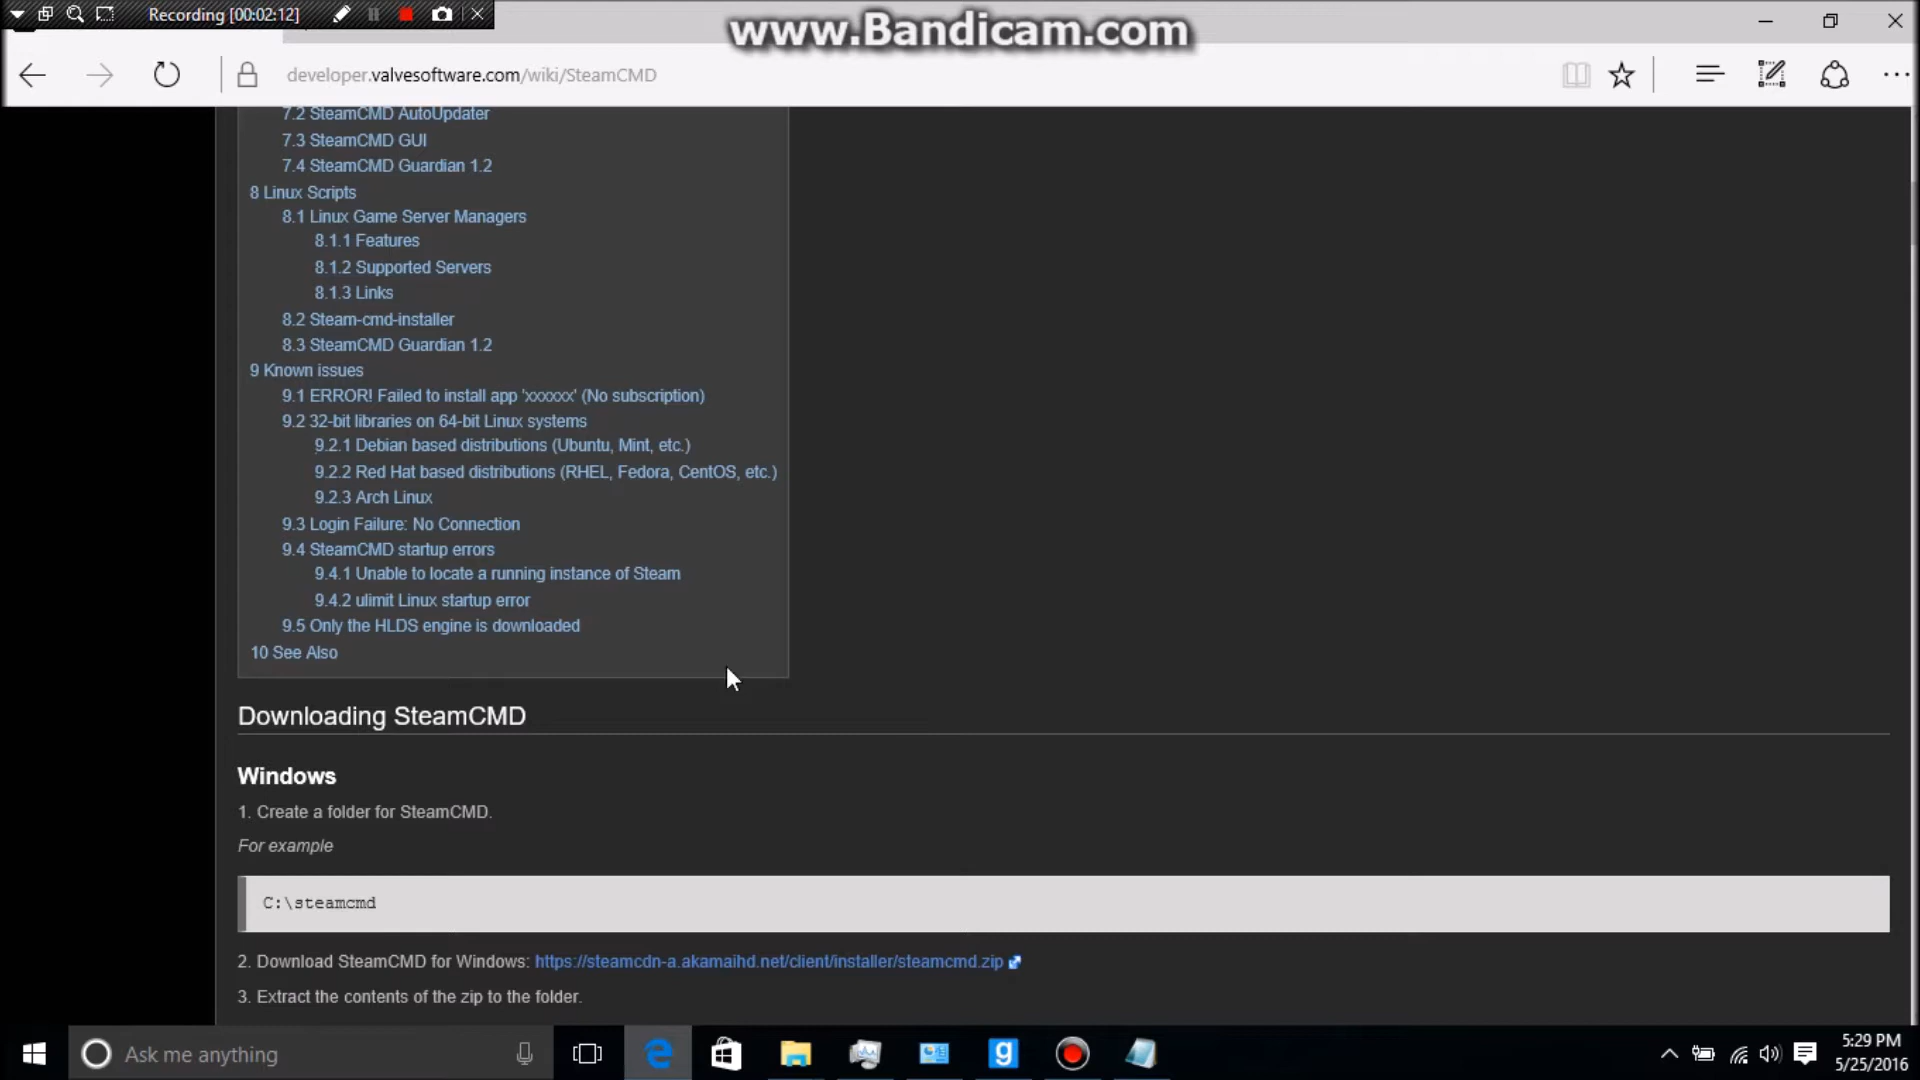 Recording [00:02:12]
www.Bandicam.com
developer.valvesoftware.com/wiki/SteamCMD
7.2 SteamCMD AutoUpdater
7.3 SteamCMD GUI
7.4 SteamCMD Guardian 1.2
8 Linux Scripts
8.1 Linux Game Server Managers
8.1.1 Features
8.1.2 Supported Servers
8.1.3 Links
8.2 Steam-cmd-installer
8.3 SteamCMD Guardian 1.2
9 Known issues
9.1 ERROR! Failed to install app 'xxxxxx' (No subscription)
9.2 32-bit libraries on 64-bit Linux systems
9.2.1 Debian based distributions (Ubuntu, Mint, etc.)
9.2.2 Red Hat based distributions (RHEL, Fedora, CentOS, etc.)
9.2.3 Arch Linux
9.3 Login Failure: No Connection
9.4 SteamCMD startup errors
9.4.1 Unable to locate a running instance of Steam
9.4.2 ulimit Linux startup error
9.5 Only the HLDS engine is downloaded
10 See Also
Downloading SteamCMD
Windows
1. Create a folder for SteamCMD.
For example
C:\steamcmd
2. Download SteamCMD for Windows: https://steamcdn-a.akamaihd.net/client/installer/steamcmd.zip
3. Extract the contents of the zip to the folder.
Ask me anything
5:29 PM
5/25/2016